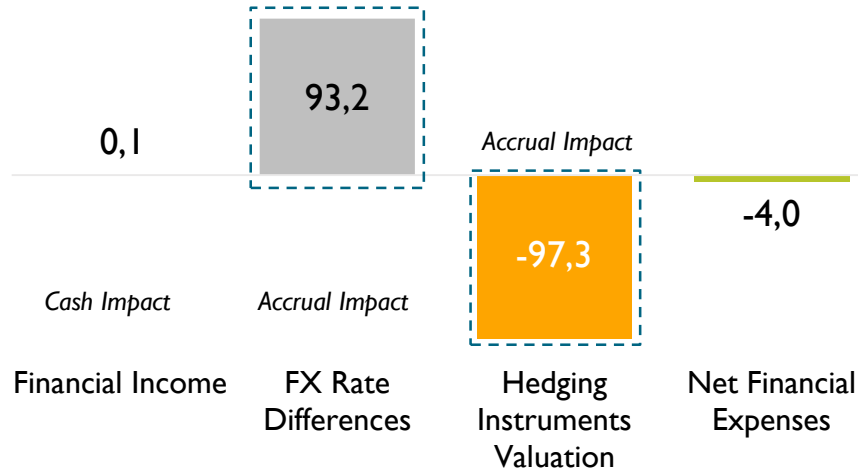 93,2
0,1
Accrual Impact
-4,0
-97,3
Cash Impact
Accrual Impact
Financial Income
FX Rate
Differences
Hedging
Instruments
Valuation
Net Financial
Expenses